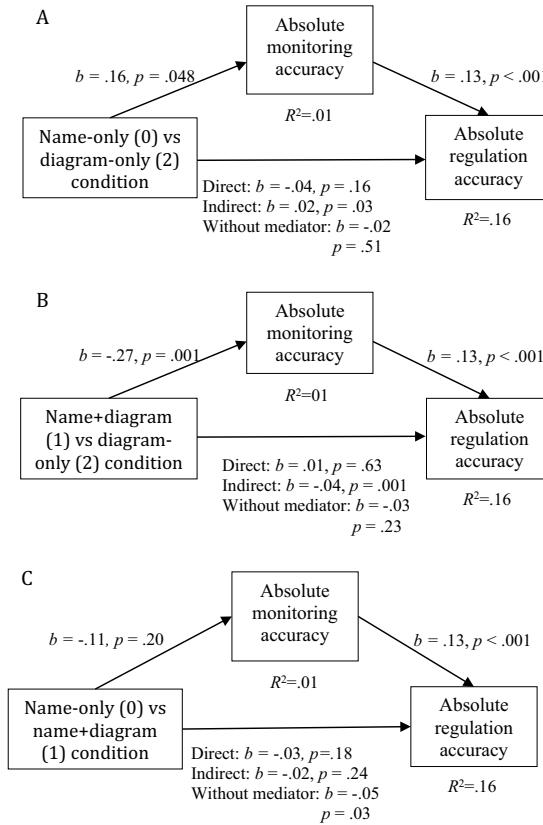 A
Absolute
monitoring
accuracy
b = .16, p = .048
b = .13, p < .001
R²=.01
Name-only (0) vs
diagram-only (2)
condition
Absolute
regulation
accuracy
Direct: b = -.04, p = .16
Indirect: b = .02, p = .03
Without mediator: b = -.02
p = .51
R²=.16
B
Absolute
monitoring
accuracy
b = -.27, p = .001
b = .13, p < .001
R²=01
Name+diagram
(1) vs diagram-
only (2) condition
Absolute
regulation
accuracy
Direct: b = .01, p = .63
Indirect: b = -.04, p = .001
Without mediator: b = -.03
p = .23
R²=.16
C
Absolute
monitoring
accuracy
b = -.11, p = .20
b = .13, p < .001
R²=.01
Name-only (0) vs
name+diagram
(1) condition
Absolute
regulation
accuracy
Direct: b = -.03, p=.18
Indirect: b = -.02, p = .24
Without mediator: b = -.05
p = .03
R²=.16